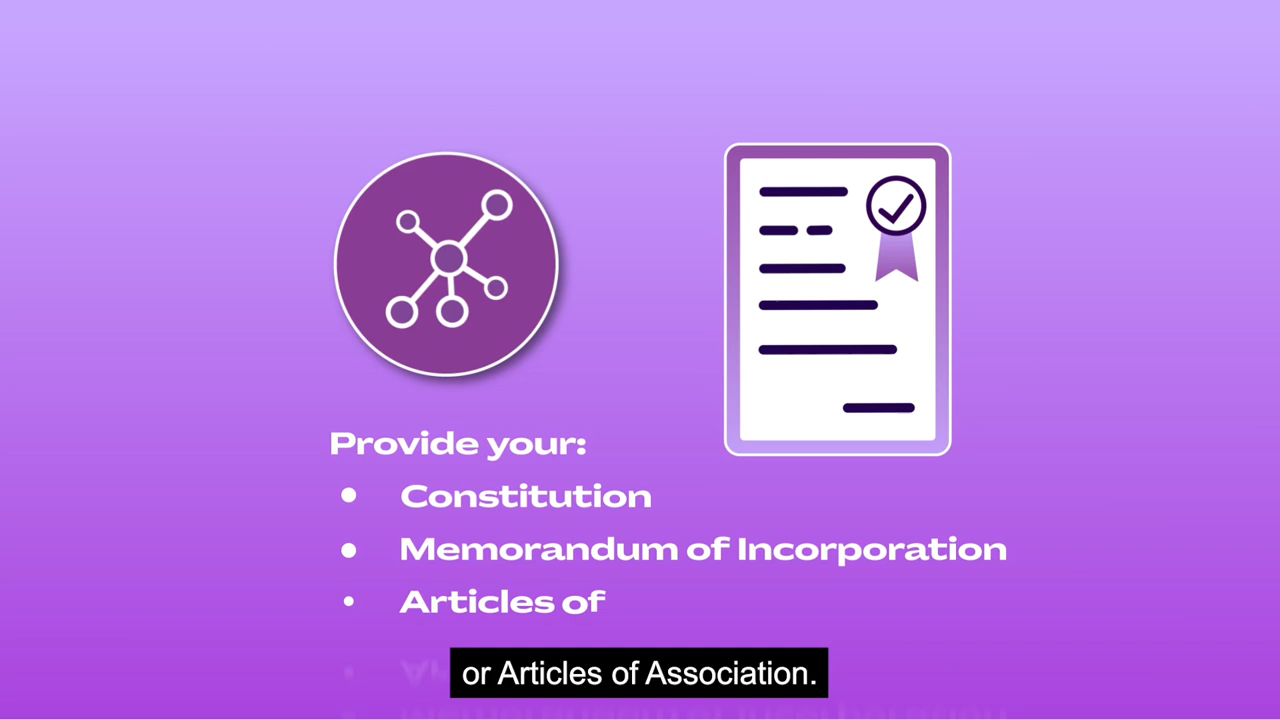 Provide your:
• Constitution
• Memorandum of Incorporation
• Articles of
or Articles of Association.